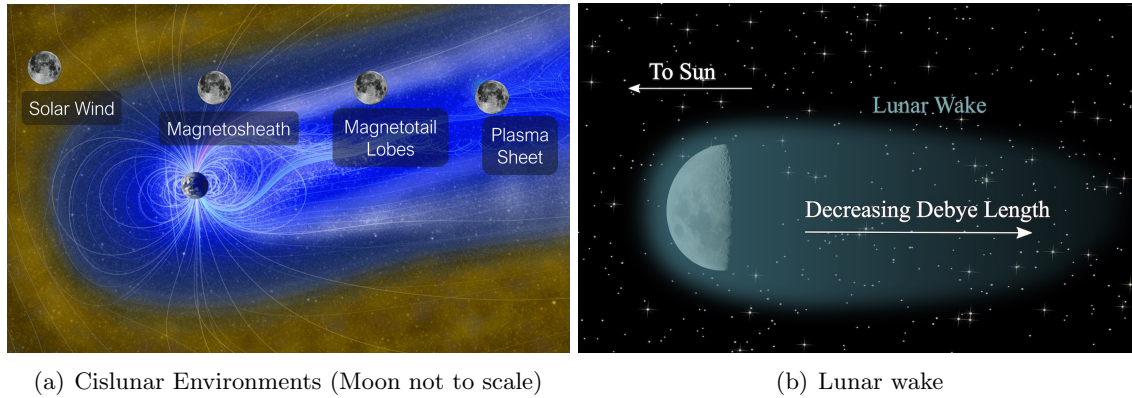 Solar Wind
Magnetosheath
Magnetotail
Lobes
Plasma
Sheet
To Sun
Lunar Wake
Decreasing Debye Length
(a) Cislunar Environments (Moon not to scale)
(b) Lunar wake